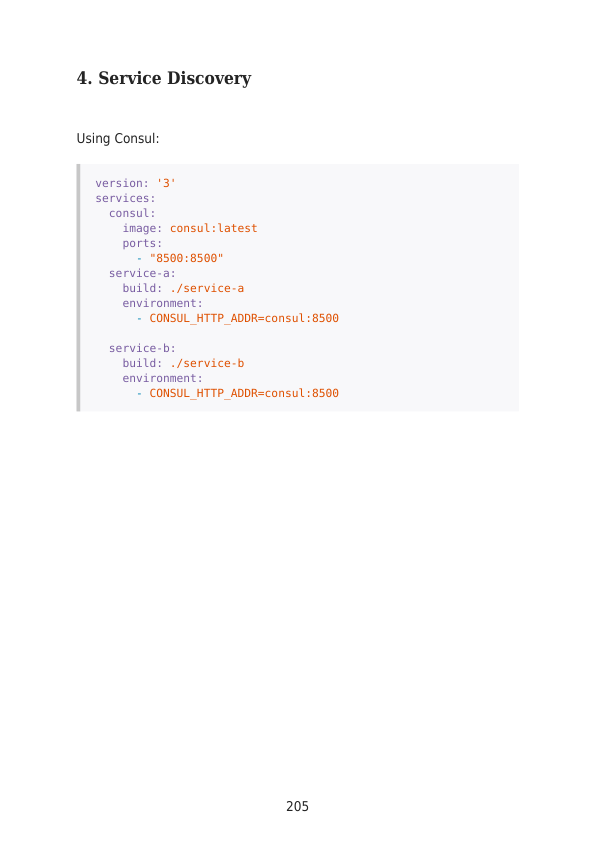 4. Service Discovery
Using Consul:
version: '3'
services:
  consul:
    image: consul:latest
    ports:
      - "8500:8500"
  service-a:
    build: ./service-a
    environment:
      - CONSUL_HTTP_ADDR=consul:8500

  service-b:
    build: ./service-b
    environment:
      - CONSUL_HTTP_ADDR=consul:8500
205